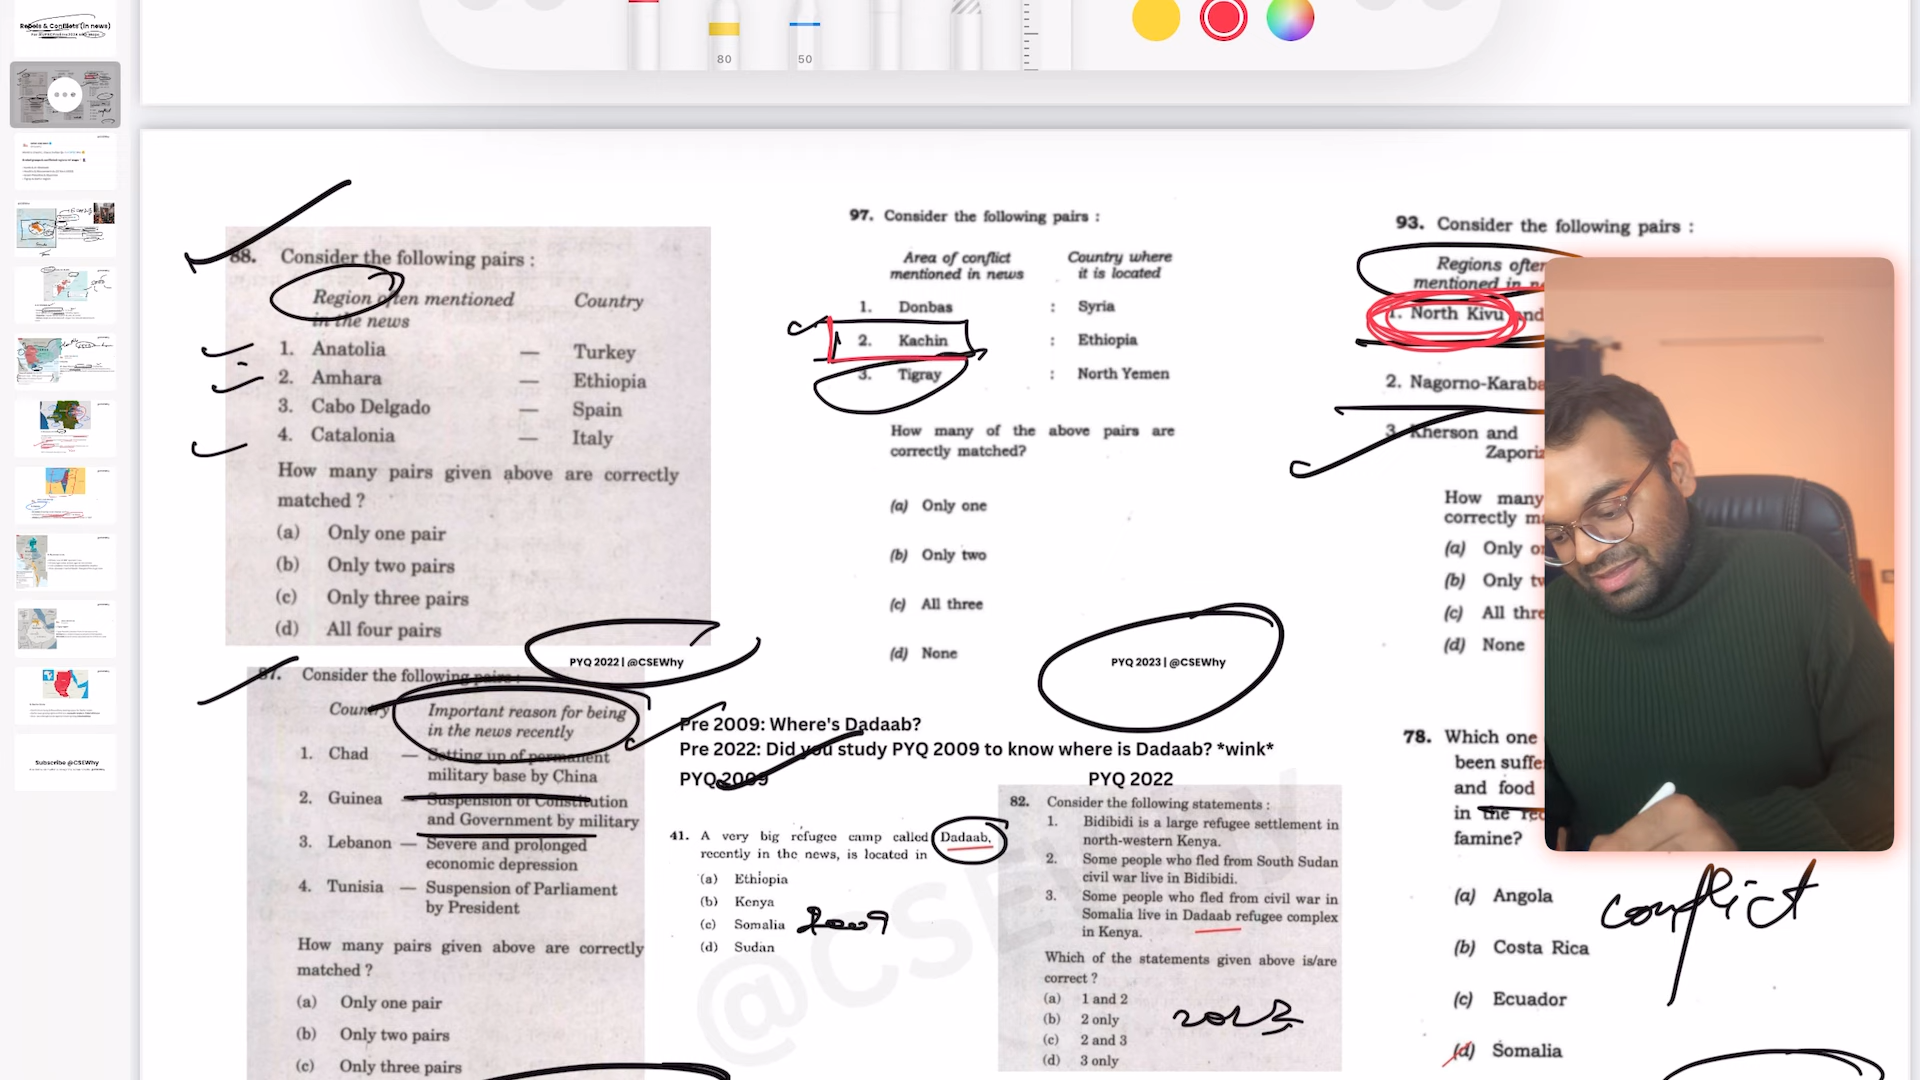 Rebels & Conflicts (in news)
80
50
88. Consider the following pairs :
Region often mentioned in the news
Country
1. Anatolia — Turkey
2. Amhara — Ethiopia
3. Cabo Delgado — Spain
4. Catalonia — Italy
How many pairs given above are correctly
matched ?
(a) Only one pair
(b) Only two pairs
(c) Only three pairs
(d) All four pairs
PYQ 2022 | @CSEWhy
87. Consider the following pairs :
Country
Important reason for being
in the news recently
1. Chad — Setting up of permanent
military base by China
2. Guinea — Suspension of Constitution
and Government by military
3. Lebanon — Severe and prolonged
economic depression
4. Tunisia — Suspension of Parliament
by President
How many pairs given above are correctly
matched ?
(a) Only one pair
(b) Only two pairs
(c) Only three pairs
97. Consider the following pairs :
Area of conflict
mentioned in news
Country where
it is located
1. Donbas : Syria
2. Kachin : Ethiopia
3. Tigray : North Yemen
How many of the above pairs are
correctly matched?
(a) Only one
(b) Only two
(c) All three
(d) None
PYQ 2023 | @CSEWhy
Pre 2009: Where's Dadaab?
Pre 2022: Did you study PYQ 2009 to know where is Dadaab? *wink*
PYQ 2009
PYQ 2022
41. A very big refugee camp called Dadaab,
recently in the news, is located in
(a) Ethiopia
(b) Kenya
(c) Somalia
(d) Sudan
2009
82. Consider the following statements :
1. Bidibidi is a large refugee settlement in
north-western Kenya.
2. Some people who fled from South Sudan
civil war live in Bidibidi.
3. Some people who fled from civil war in
Somalia live in Dadaab refugee complex
in Kenya.
Which of the statements given above is/are
correct ?
(a) 1 and 2
(b) 2 only
(c) 2 and 3
(d) 3 only
@CSEWhy
93. Consider the following pairs :
Regions often
mentioned in
1. North Kivu and
2. Nagorno-Karaba
3. Kherson and
Zapori
How many
correctly m
(a) Only
(b) Only
(c) All thre
(d) None
78. Which one
been suffe
and food
in the
famine?
(a) Angola
(b) Costa Rica
(c) Ecuador
(d) Somalia
conflict
Subscribe @CSEWhy